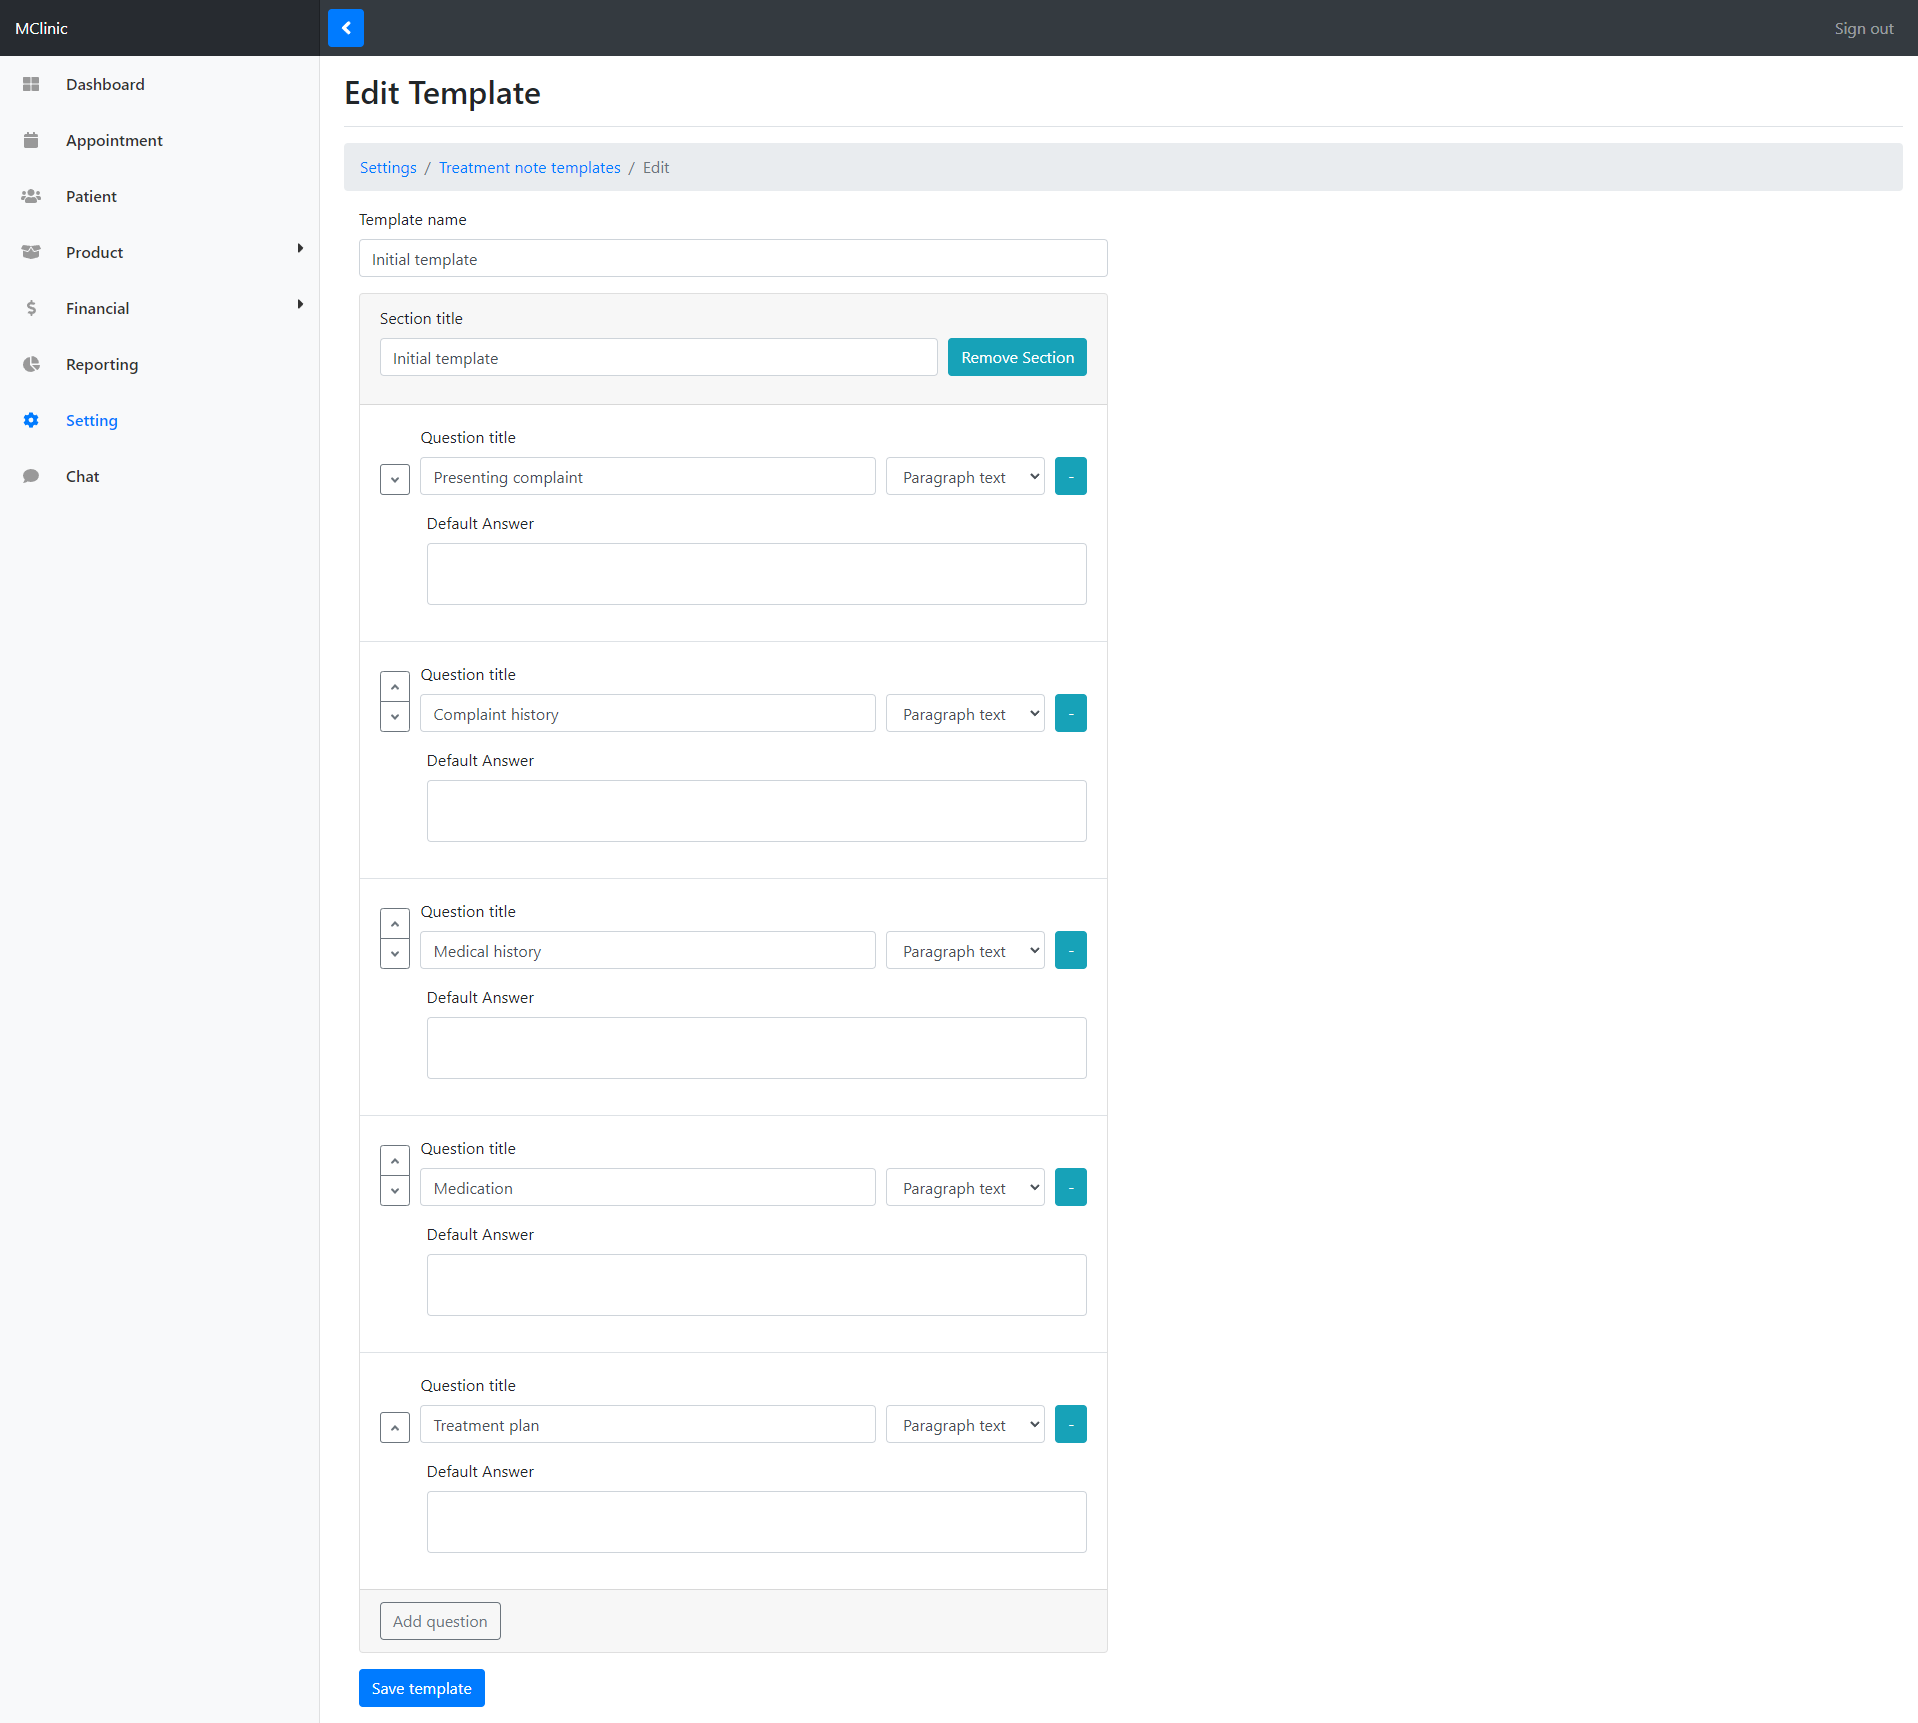 MClinic
Sign out
Dashboard
Appointment
Patient
Product
Financial
Reporting
Setting
Chat
Edit Template
Settings / Treatment note templates / Edit
Template name
Initial template
Section title
Initial template
Remove Section
Question title
Presenting complaint
Paragraph text
-
Default Answer
Question title
Complaint history
Paragraph text
-
Default Answer
Question title
Medical history
Paragraph text
-
Default Answer
Question title
Medication
Paragraph text
-
Default Answer
Question title
Treatment plan
Paragraph text
-
Default Answer
Add question
Save template